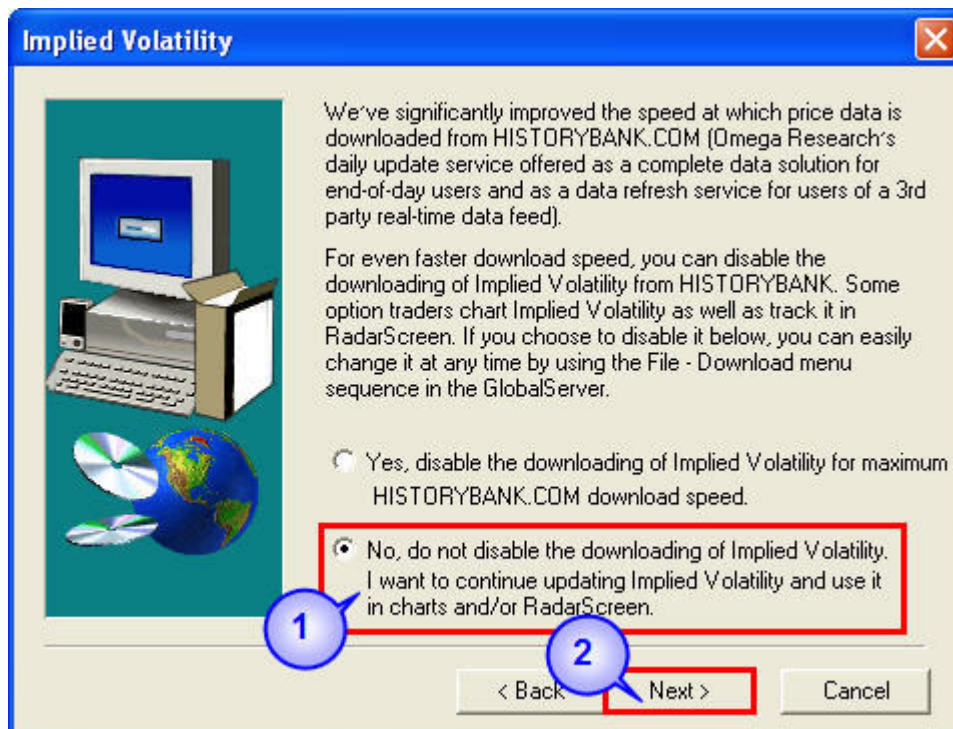 Implied Volatility
We've significantly improved the speed at which price data is
downloaded from HISTORYBANK.COM (Omega Research's
daily update service offered as a complete data solution for
end-of-day users and as a data refresh service for users of a 3rd
party real-time data feed).
For even faster download speed, you can disable the
downloading of Implied Volatility from HISTORYBANK. Some
option traders chart Implied Volatility as well as track it in
RadarScreen. If you choose to disable it below, you can easily
change it at any time by using the File - Download menu
sequence in the GlobalServer.
Yes, disable the downloading of Implied Volatility for maximum
HISTORYBANK.COM download speed.
No, do not disable the downloading of Implied Volatility.
I want to continue updating Implied Volatility and use it
in charts and/or RadarScreen.
1
2
< Back
Next >
Cancel